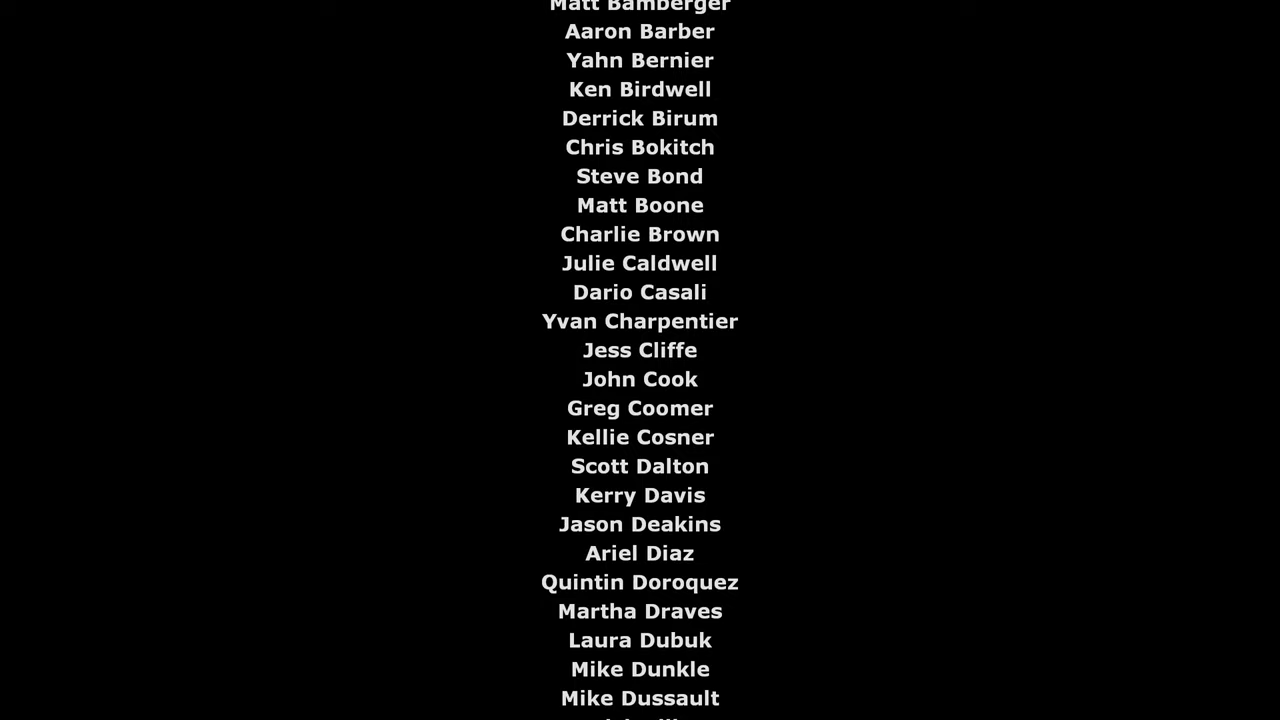 Matt Bamberger
Aaron Barber
Yahn Bernier
Ken Birdwell
Derrick Birum
Chris Bokitch
Steve Bond
Matt Boone
Charlie Brown
Julie Caldwell
Dario Casali
Yvan Charpentier
Jess Cliffe
John Cook
Greg Coomer
Kellie Cosner
Scott Dalton
Kerry Davis
Jason Deakins
Ariel Diaz
Quintin Doroquez
Martha Draves
Laura Dubuk
Mike Dunkle
Mike Dussault